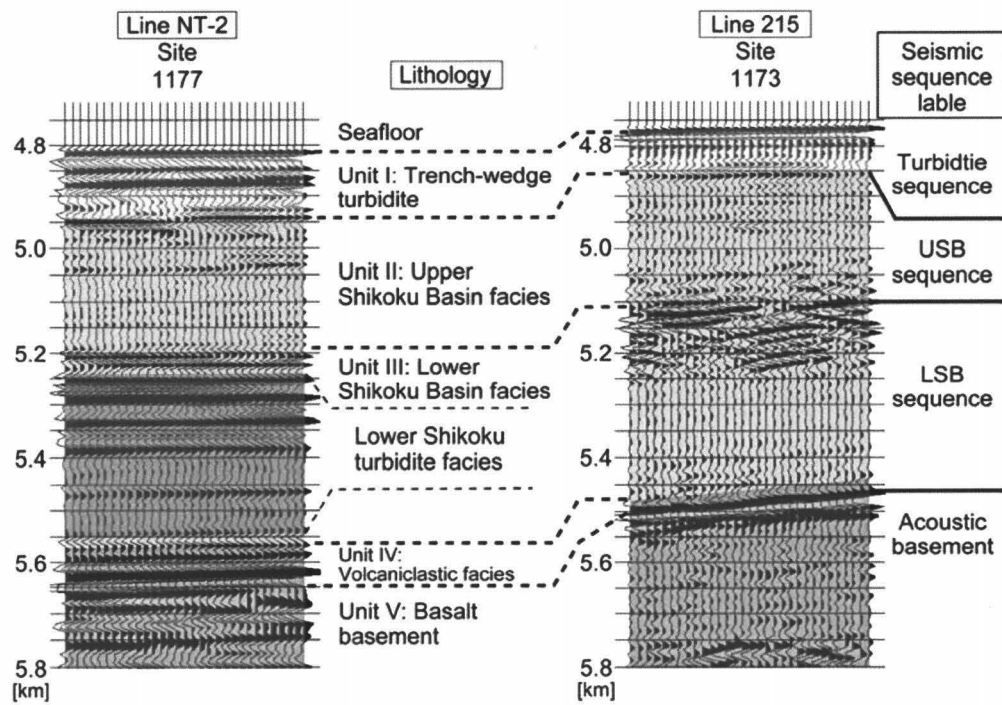 Line NT-2
Site
1177
Lithology
Line 215
Site
1173
Seismic
sequence
lable
4.8
5.0
5.2
5.4
5.6
5.8
[km]
Seafloor
Unit I: Trench-wedge
turbidite
Unit II: Upper
Shikoku Basin facies
Unit III: Lower
Shikoku Basin facies
Lower Shikoku
turbidite facies
Unit IV:
Volcaniclastic facies
Unit V: Basalt
basement
4.8
5.0
5.2
5.4
5.6
5.8
[km]
Turbidtie
sequence
USB
sequence
LSB
sequence
Acoustic
basement